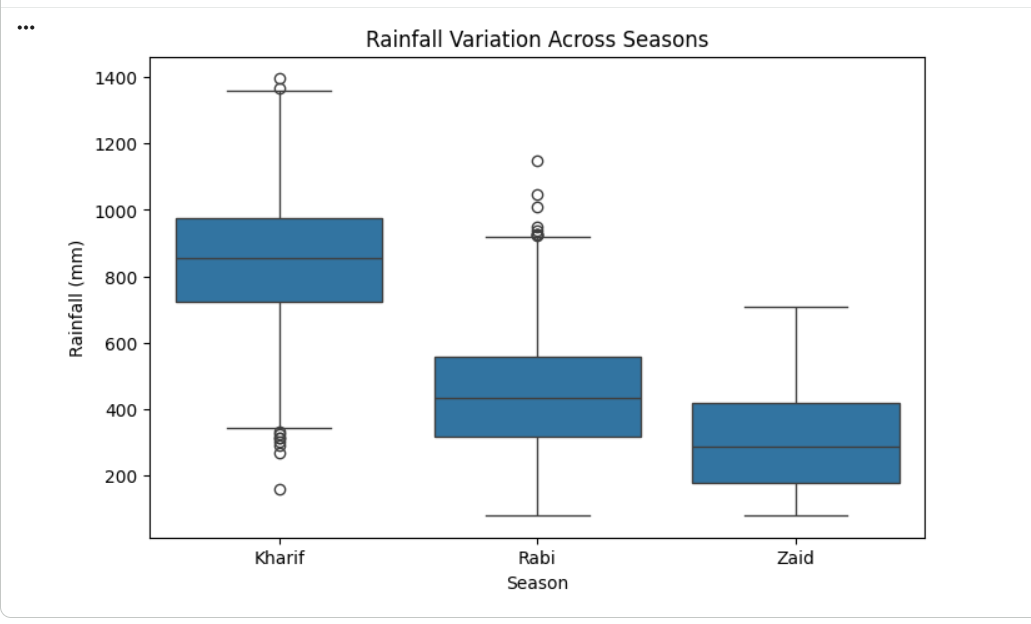 ...
Rainfall Variation Across Seasons
1400
1200
1000
800
600
400
200
Rainfall (mm)
Kharif Rabi Zaid
Season